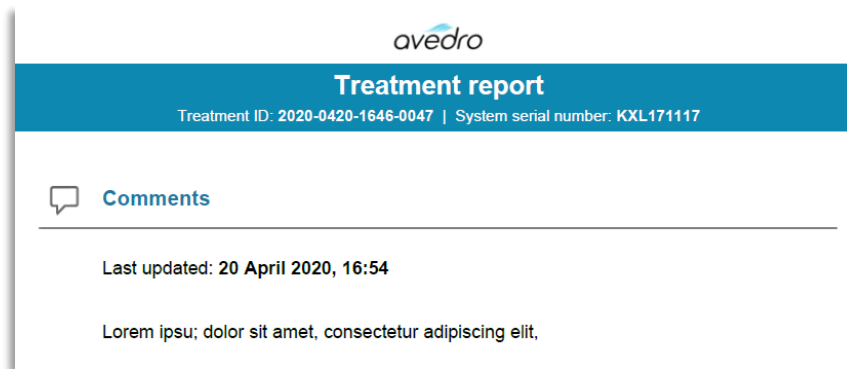 avedro
Treatment report
Treatment ID: 2020-0420-1646-0047 | System serial number: KXL171117
Comments
Last updated: 20 April 2020, 16:54
Lorem ipsu; dolor sit amet, consectetur adipiscing elit,